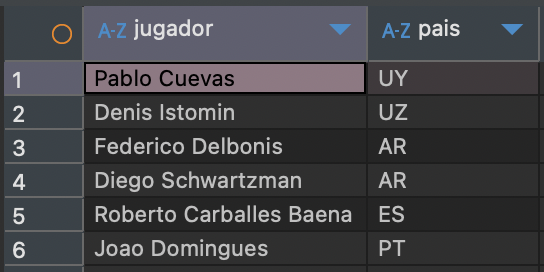 A-Z jugador A-Z pais
1 Pablo Cuevas UY
2 Denis Istomin UZ
3 Federico Delbonis AR
4 Diego Schwartzman AR
5 Roberto Carballes Baena ES
6 Joao Domingues PT